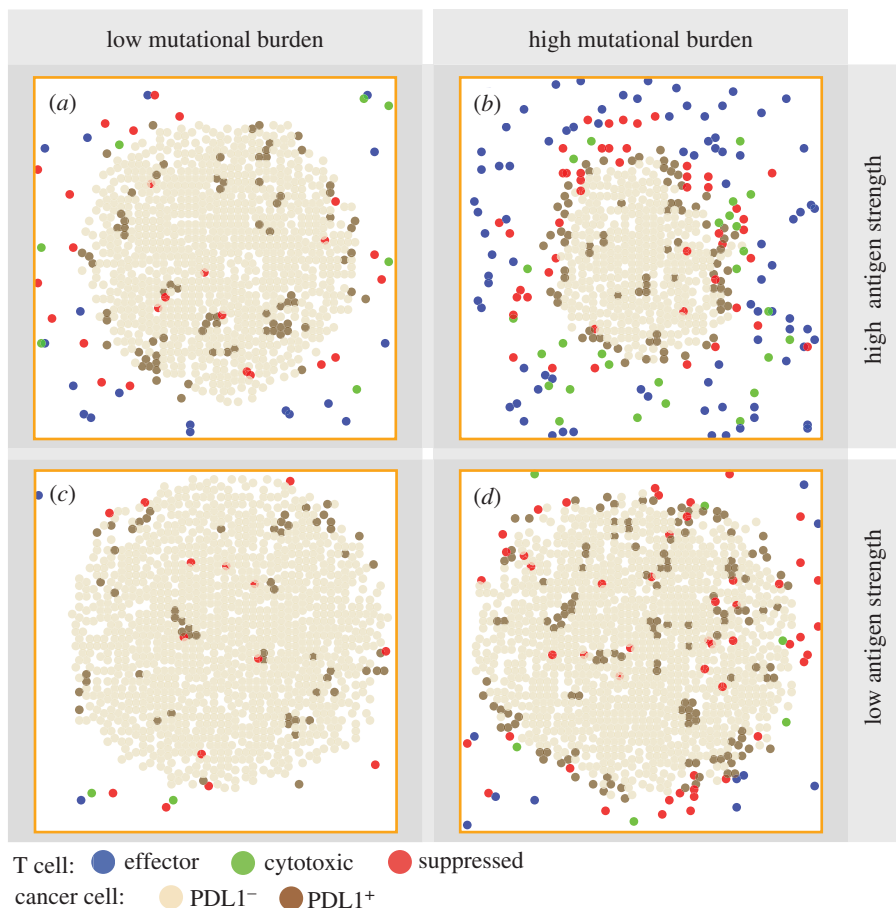 low mutational burden
high mutational burden
(a)
(b)
high antigen strength
(c)
(d)
low antigen strength
T cell: effector cytotoxic suppressed
cancer cell: PDL1⁻ PDL1⁺